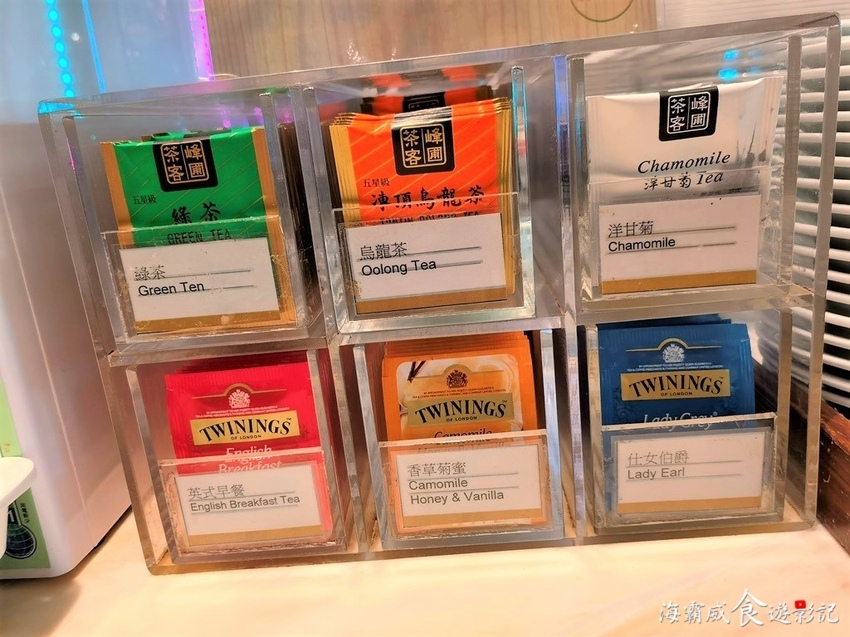 峰圃
茶客
五星級
綠茶
GREEN TEA
綠茶
Green Ten
峰圃
茶客
五星級
凍頂烏龍茶
烏龍茶
Oolong Tea
峰圃
茶客
Chamomile
洋甘菊 Tea
洋甘菊
Chamomile
TWININGS
OF LONDON
English
Breakfast
英式早餐
English Breakfast Tea
TWININGS
OF LONDON
Camomile
香草菊蜜
Camomile
Honey & Vanilla
TWININGS
OF LONDON
Lady Grey
仕女伯爵
Lady Earl
海霸威食遊影記